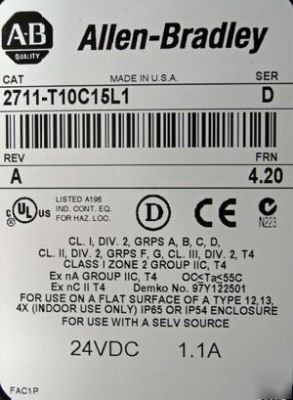 A-B
QUALITY
Allen-Bradley
CAT MADE IN U.S.A. SER
2711-T10C15L1 D
REV FRN
A 4.20
C UL US LISTED A196
IND. CONT. EQ.
FOR HAZ. LOC.
D CE N223
CL. I, DIV. 2, GRPS A, B, C, D,
CL. II, DIV. 2, GRPS F, G, CL. III, DIV. 2, T4
CLASS I ZONE 2 GROUP IIC, T4
Ex nA GROUP IIC, T4 OC<Ta<55C
Ex nC II T4 Demko No. 97Y122501
FOR USE ON A FLAT SURFACE OF A TYPE 12,13,
4X (INDOOR USE ONLY) IP65 OR IP54 ENCLOSURE
FOR USE WITH A SELV SOURCE
24VDC 1.1A
FAC1P